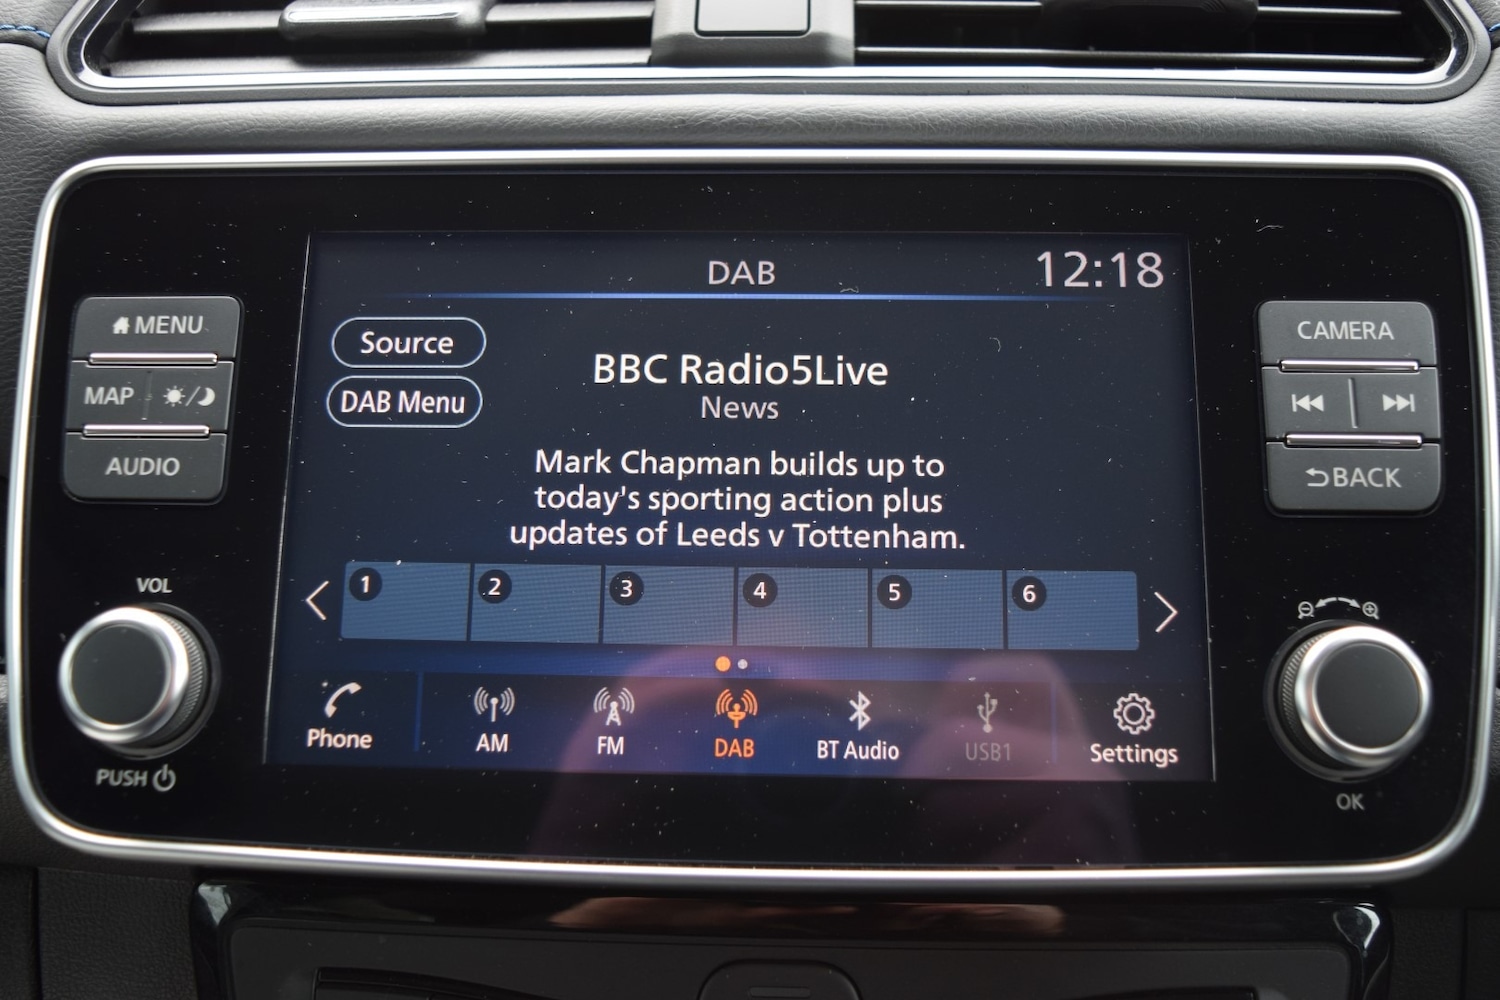 DAB
12:18
MENU
MAP
AUDIO
Source
DAB Menu
BBC Radio5Live
News
Mark Chapman builds up to
today's sporting action plus
updates of Leeds v Tottenham.
CAMERA
BACK
1 2 3 4 5 6
VOL
PUSH
Phone
AM
FM
DAB
BT Audio
USB1
Settings
OK